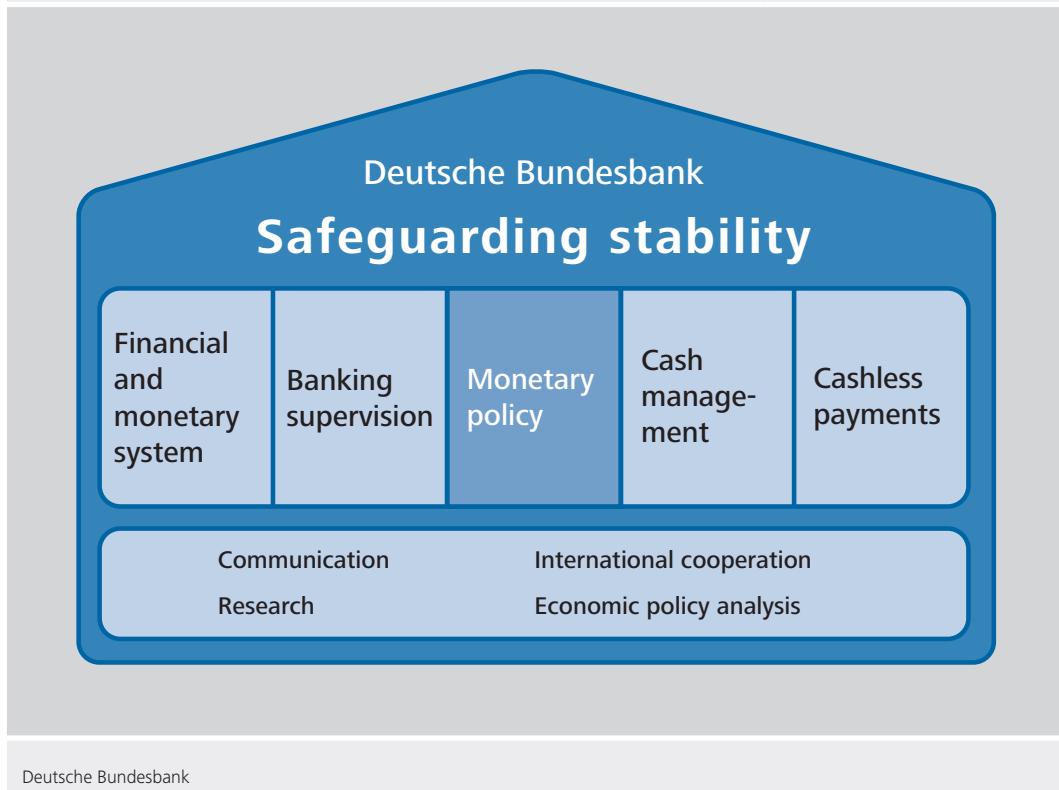 Deutsche Bundesbank
Safeguarding stability
Financial
and
monetary
system
Banking
supervision
Monetary
policy
Cash
manage-
ment
Cashless
payments
Communication
International cooperation
Research
Economic policy analysis
Deutsche Bundesbank